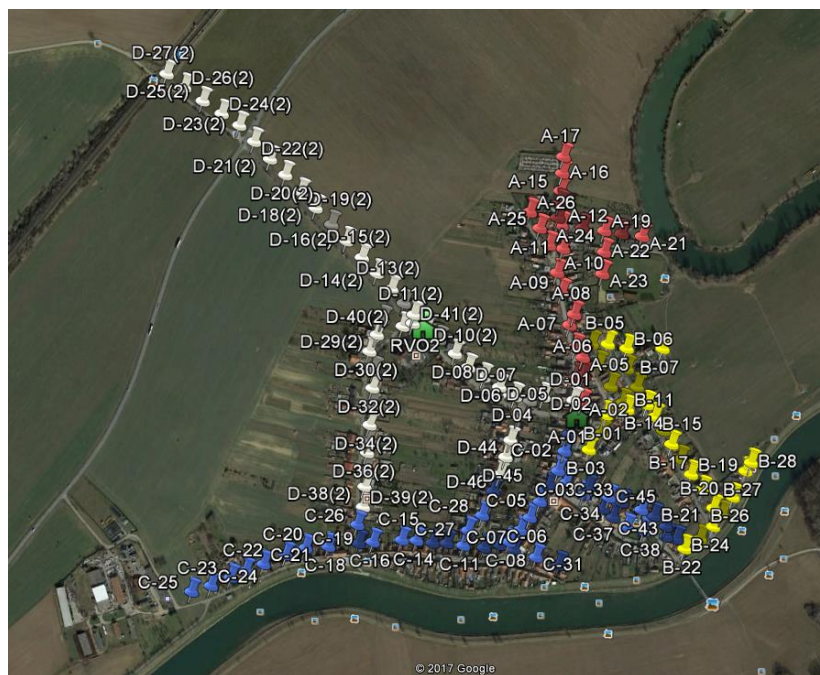 D-27(2)
D-26(2)
D-25(2)
D-24(2)
D-23(2)
D-22(2)
D-21(2)
D-20(2)
D-19(2)
D-18(2)
D-16(2)
D-15(2)
D-14(2)
D-13(2)
D-11(2)
D-41(2)
D-40(2)
D-10(2)
D-29(2)
RVO2
D-30(2)
D-08
D-07
D-06
D-05
D-32(2)
D-04
D-01
D-02
D-34(2)
D-44
D-36(2)
D-45
D-46
D-38(2)
D-39(2)
A-17
A-16
A-15
A-26
A-25
A-12
A-19
A-24
A-21
A-11
A-22
A-10
A-09
A-23
A-08
A-07
A-06
A-05
A-02
A-01
B-05
B-06
B-07
B-11
B-14
B-15
B-01
B-03
B-17
B-19
B-28
B-20
B-27
B-21
B-26
B-24
B-22
C-02
C-03
C-33
C-45
C-05
C-28
C-34
C-43
C-26
C-15
C-27
C-07
C-06
C-37
C-38
C-20
C-19
C-22
C-21
C-18
C-16
C-14
C-11
C-08
C-31
C-23
C-24
C-25
© 2017 Google